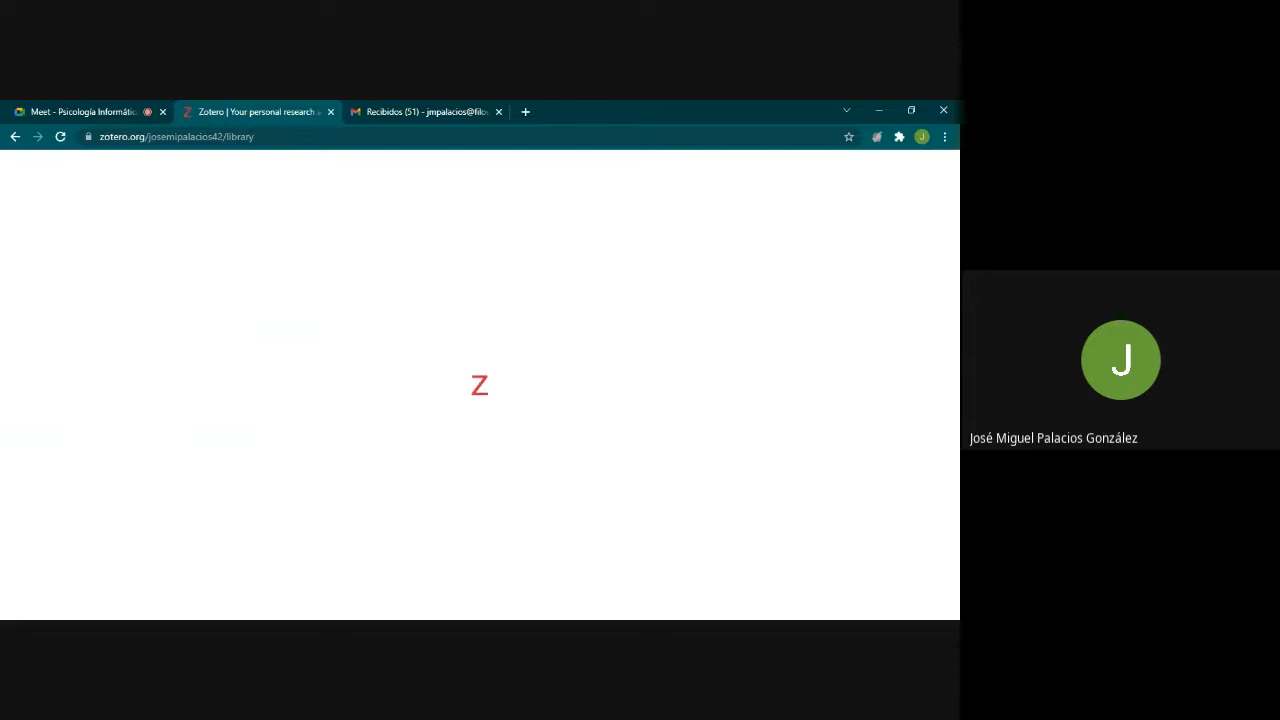 Meet - Psicología Informátic
Zotero | Your personal research a
Recibidos (51) - jmpalacios@filo
zotero.org/josemipalacios42/library
J
Z
J
José Miguel Palacios González